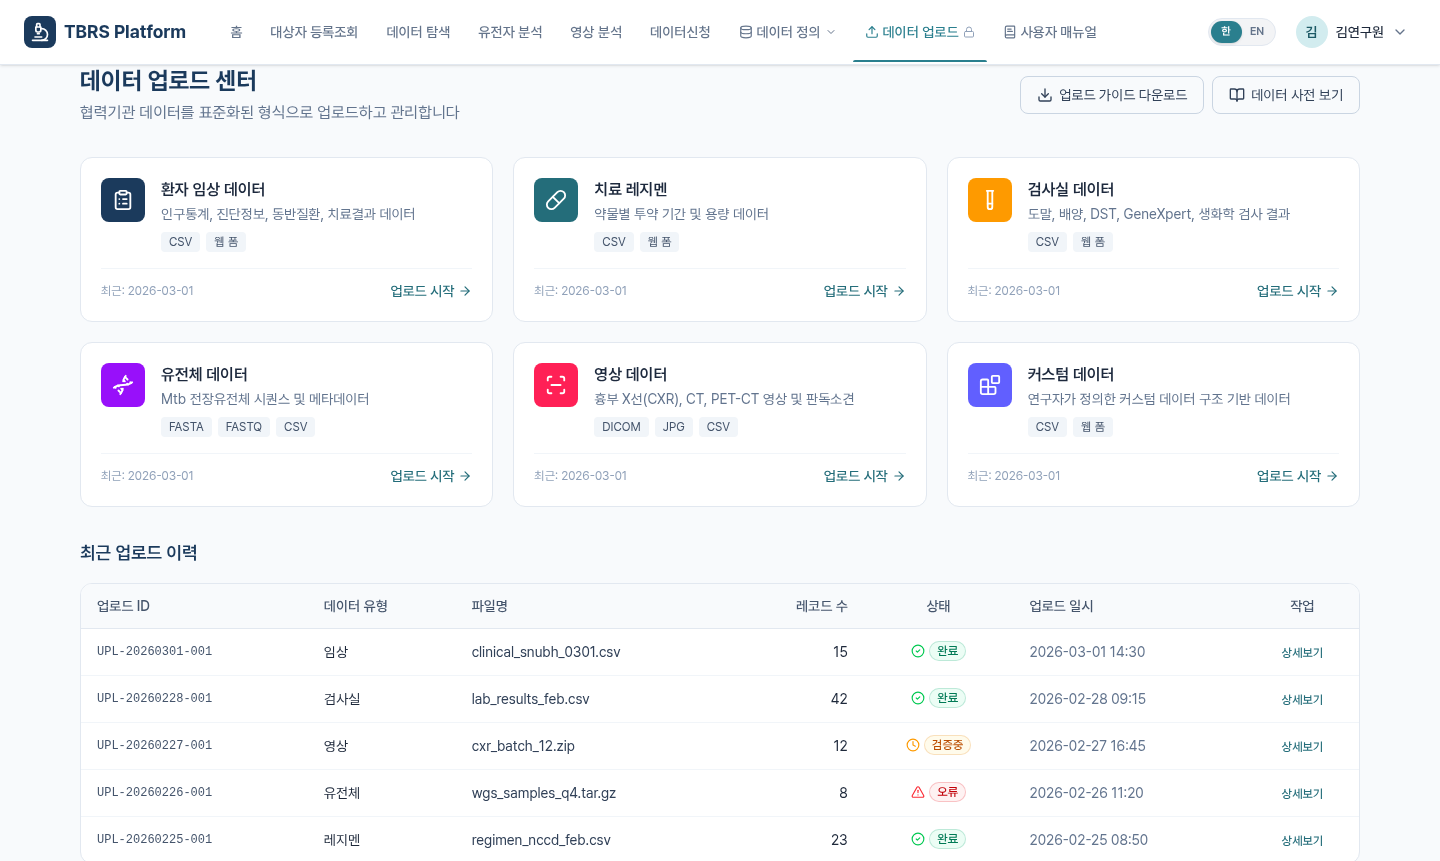 TBRS Platform
홈
대상자 등록조회
데이터 탐색
유전자 분석
영상 분석
데이터신청
데이터 정의
데이터 업로드
사용자 매뉴얼
한
EN
김
김연구원
데이터 업로드 센터
협력기관 데이터를 표준화된 형식으로 업로드하고 관리합니다
업로드 가이드 다운로드
데이터 사전 보기
환자 임상 데이터
인구통계, 진단정보, 동반질환, 치료결과 데이터
CSV 웹 폼
최근: 2026-03-01 업로드 시작
치료 레지멘
약물별 투약 기간 및 용량 데이터
CSV 웹 폼
최근: 2026-03-01 업로드 시작
검사실 데이터
도말, 배양, DST, GeneXpert, 생화학 검사 결과
CSV 웹 폼
최근: 2026-03-01 업로드 시작
유전체 데이터
Mtb 전장유전체 시퀀스 및 메타데이터
FASTA FASTQ CSV
최근: 2026-03-01 업로드 시작
영상 데이터
흉부 X선(CXR), CT, PET-CT 영상 및 판독소견
DICOM JPG CSV
최근: 2026-03-01 업로드 시작
커스텀 데이터
연구자가 정의한 커스텀 데이터 구조 기반 데이터
CSV 웹 폼
최근: 2026-03-01 업로드 시작
최근 업로드 이력
업로드 ID 데이터 유형 파일명 레코드 수 상태 업로드 일시 작업
UPL-20260301-001 임상 clinical_snubh_0301.csv 15 완료 2026-03-01 14:30 상세보기
UPL-20260228-001 검사실 lab_results_feb.csv 42 완료 2026-02-28 09:15 상세보기
UPL-20260227-001 영상 cxr_batch_12.zip 12 검증중 2026-02-27 16:45 상세보기
UPL-20260226-001 유전체 wgs_samples_q4.tar.gz 8 오류 2026-02-26 11:20 상세보기
UPL-20260225-001 레지멘 regimen_nccd_feb.csv 23 완료 2026-02-25 08:50 상세보기